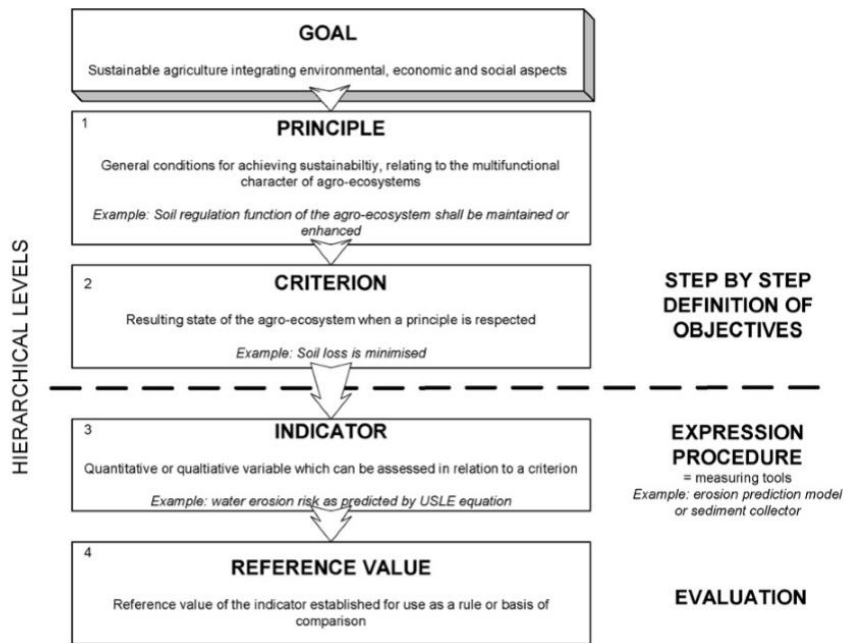 GOAL
Sustainable agriculture integrating environmental, economic and social aspects
1
PRINCIPLE
General conditions for achieving sustainabiltiy, relating to the multifunctional
character of agro-ecosystems
Example: Soil regulation function of the agro-ecosystem shall be maintained or
enhanced
2
CRITERION
Resulting state of the agro-ecosystem when a principle is respected
Example: Soil loss is minimised
3
INDICATOR
Quantitative or qualtiative variable which can be assessed in relation to a criterion
Example: water erosion risk as predicted by USLE equation
4
REFERENCE VALUE
Reference value of the indicator established for use as a rule or basis of
comparison
HIERARCHICAL LEVELS
STEP BY STEP
DEFINITION OF
OBJECTIVES
EXPRESSION
PROCEDURE
= measuring tools
Example: erosion prediction model
or sediment collector
EVALUATION